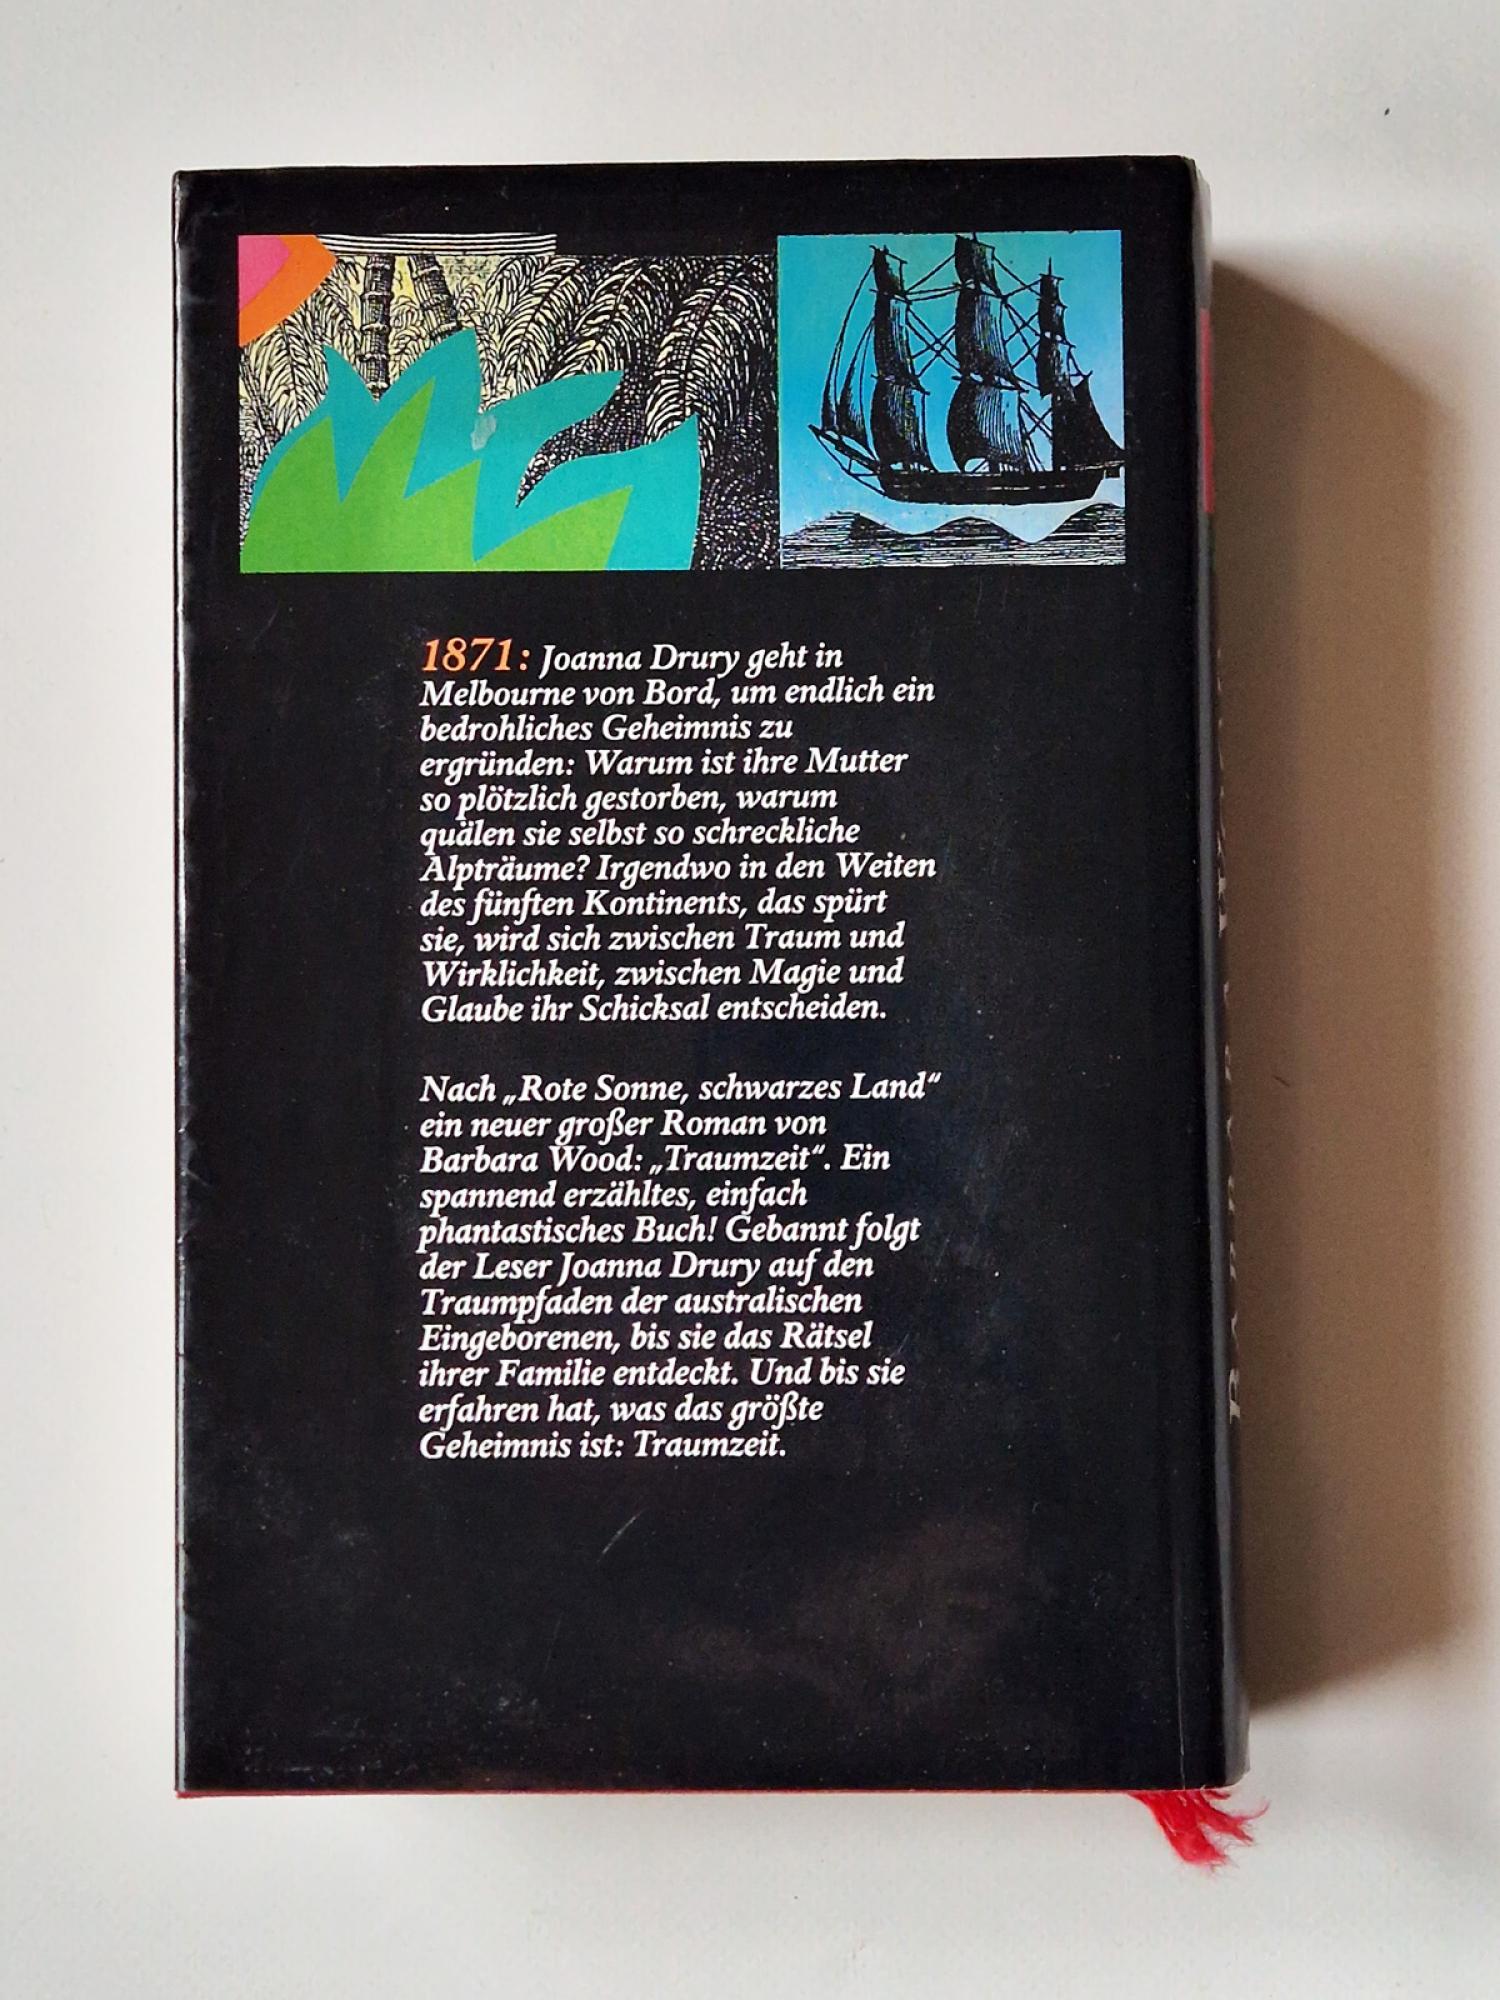 1871: Joanna Drury geht in
Melbourne von Bord, um endlich ein
bedrohliches Geheimnis zu
ergründen: Warum ist ihre Mutter
so plötzlich gestorben, warum
quälen sie selbst so schreckliche
Alpträume? Irgendwo in den Weiten
des fünften Kontinents, das spürt
sie, wird sich zwischen Traum und
Wirklichkeit, zwischen Magie und
Glaube ihr Schicksal entscheiden.
Nach „Rote Sonne, schwarzes Land“
ein neuer großer Roman von
Barbara Wood: „Traumzeit“. Ein
spannend erzähltes, einfach
phantastisches Buch! Gebannt folgt
der Leser Joanna Drury auf den
Traumpfaden der australischen
Eingeborenen, bis sie das Rätsel
ihrer Familie entdeckt. Und bis sie
erfahren hat, was das größte
Geheimnis ist: Traumzeit.